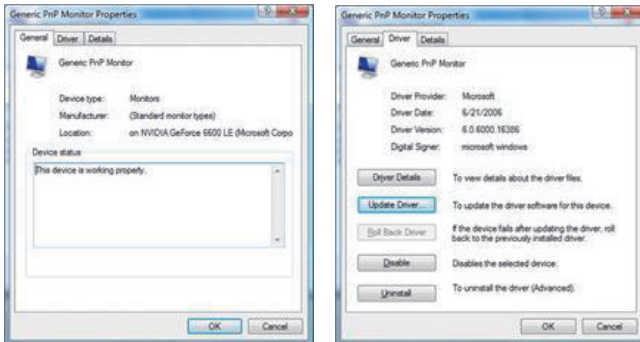 Generic PnP Monitor Properties
General Driver Details
Generic PnP Monitor
Device type: Monitors
Manufacturer: (Standard monitor types)
Location: on NVIDIA GeForce 6600 LE (Microsoft Corpo
Device status
This device is working properly.
OK Cancel
Generic PnP Monitor Properties
General Driver Details
Generic PnP Monitor
Driver Provider: Microsoft
Driver Date: 6/21/2006
Driver Version: 6.0.6000.16386
Digital Signer: microsoft windows
Driver Details To view details about the driver files.
Update Driver... To update the driver software for this device.
Roll Back Driver If the device fails after updating the driver, roll
back to the previously installed driver.
Disable Disables the selected device.
Uninstall To uninstall the driver (Advanced).
OK Cancel